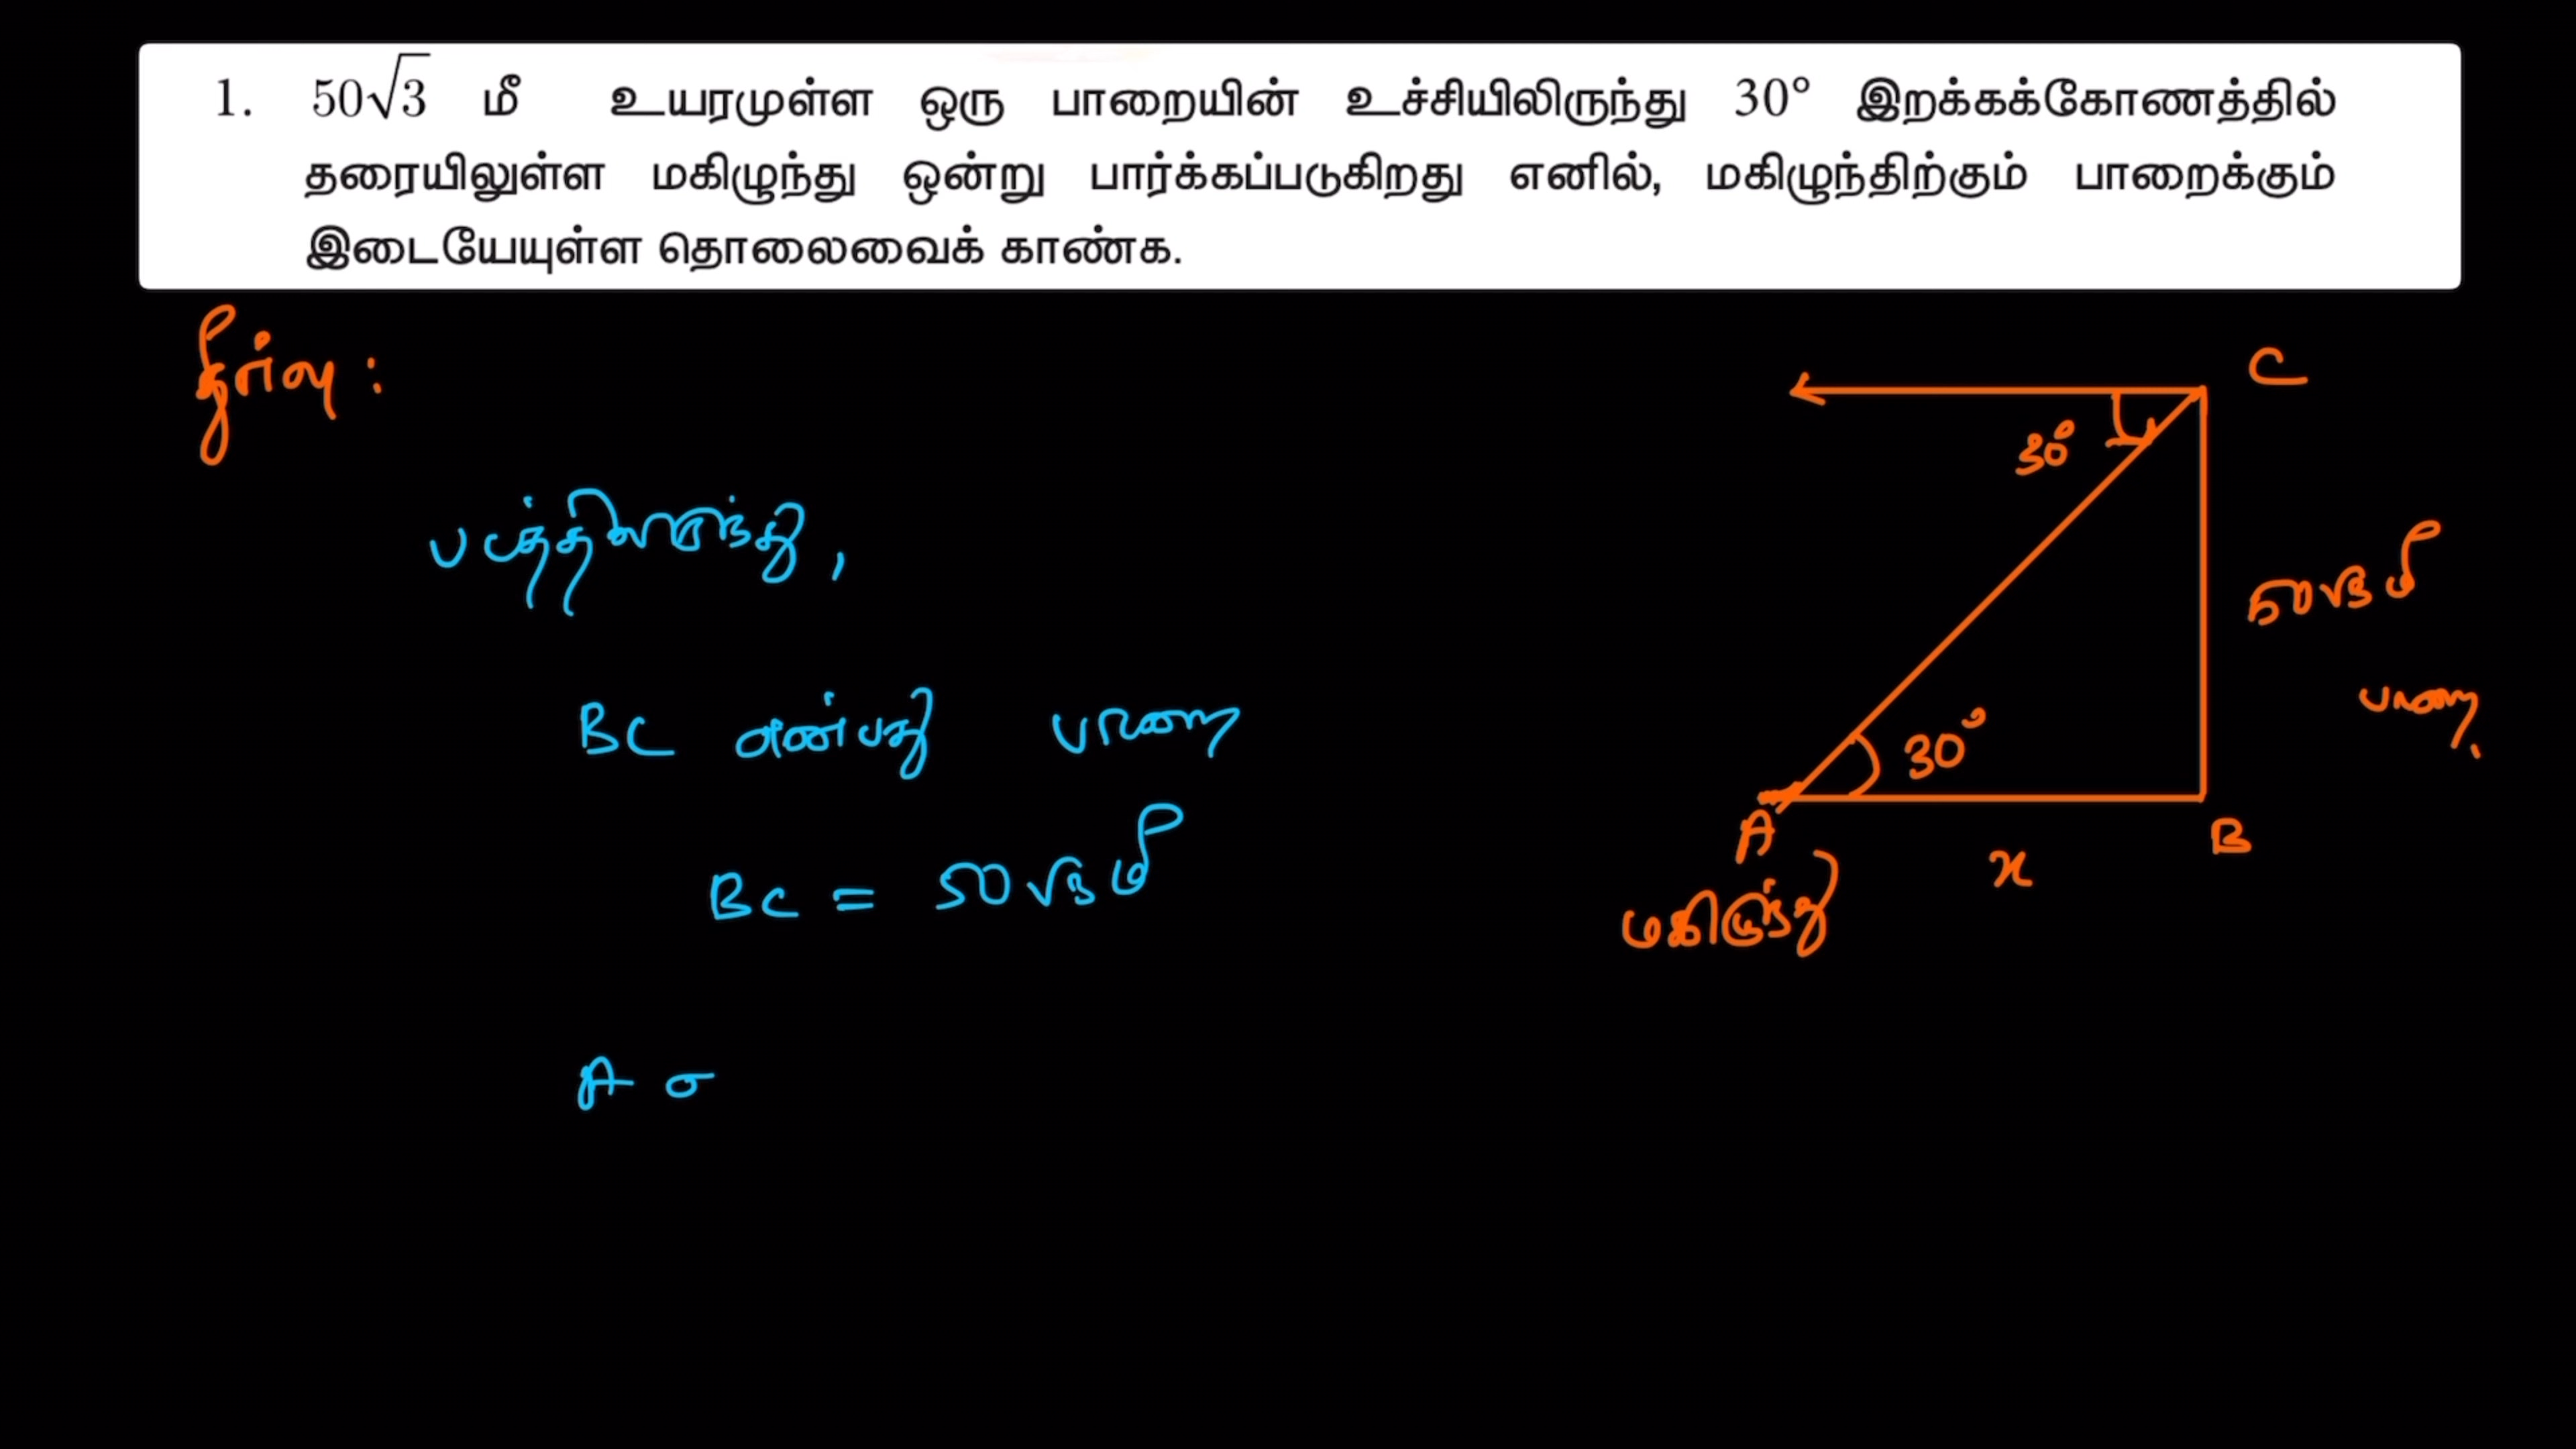 1. 50√3 மீ உயரமுள்ள ஒரு பாறையின் உச்சியிலிருந்து 30° இறக்கக்கோணத்தில்
தரையிலுள்ள மகிழுந்து ஒன்று பார்க்கப்படுகிறது எனில், மகிழுந்திற்கும் பாறைக்கும்
இடையேயுள்ள தொலைவைக் காண்க.
தீர்வு :
படத்திலிருந்து,
BC என்பது பாறை
BC = 50√3 மீ
A எ
C
30°
50√3 மீ
பாறை
30°
A
B
x
மகிழுந்து